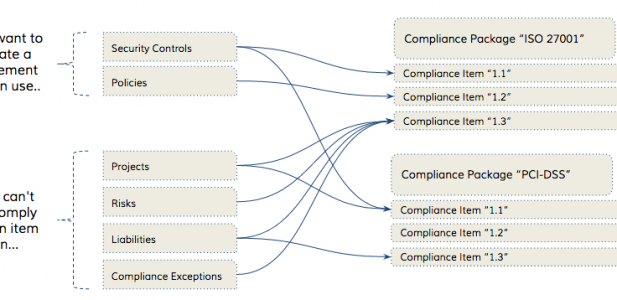 want to
ate a
ement
n use..
Security Controls
Policies
Compliance Package “ISO 27001”
Compliance Item “1.1”
Compliance Item “1.2”
Compliance Item “1.3”
can't
omply
n item
n...
Projects
Risks
Liabilities
Compliance Exceptions
Compliance Package “PCI-DSS”
Compliance Item “1.1”
Compliance Item “1.2”
Compliance Item “1.3”